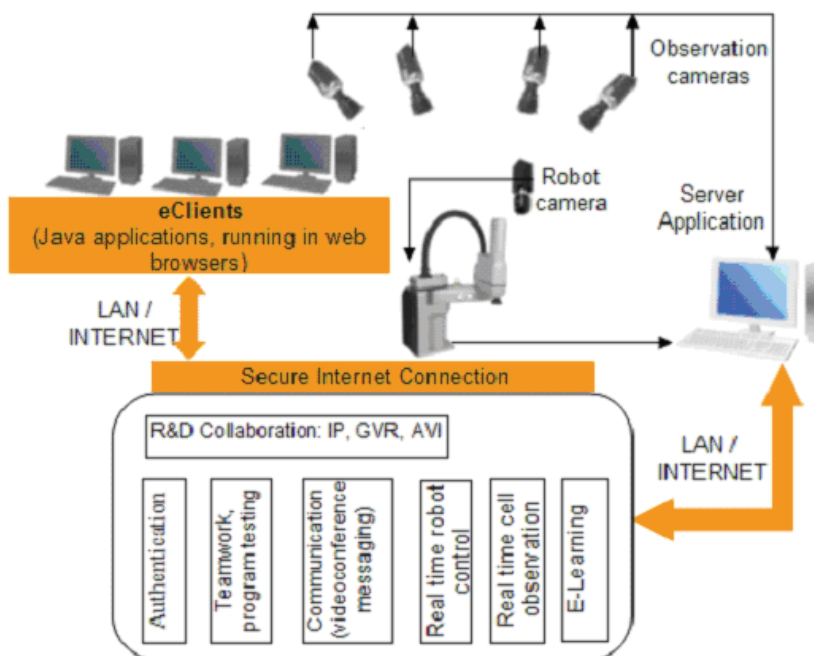 Observation
cameras
Robot
camera
Server
Application
eClients
(Java applications, running in web
browsers)
LAN /
INTERNET
Secure Internet Connection
R&D Collaboration: IP, GVR, AVI
LAN /
INTERNET
Authentication
Teamwork,
program testing
Communication
(videoconference
messaging)
Real time robot
control
Real time cell
observation
E-Learning